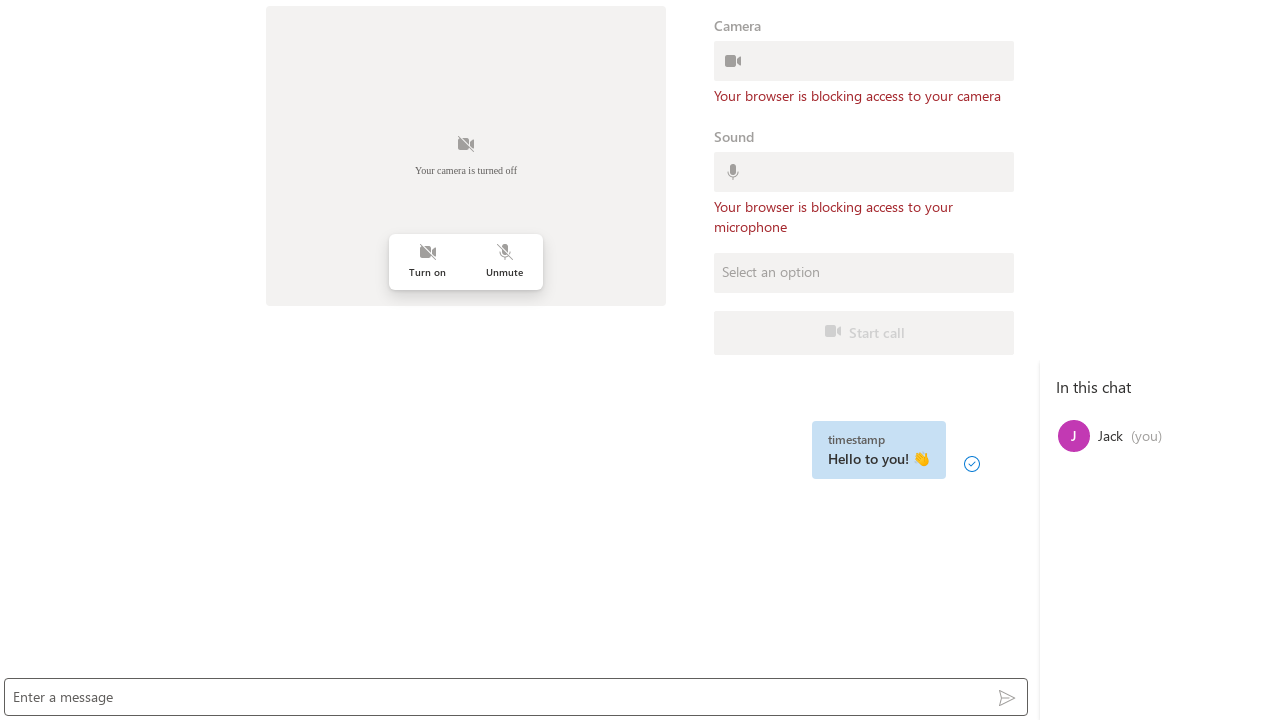 Camera
Your browser is blocking access to your camera
Sound
Your browser is blocking access to your
microphone
Select an option
Start call
Your camera is turned off
Turn on
Unmute
timestamp
Hello to you! 👋
In this chat
J
Jack (you)
Enter a message